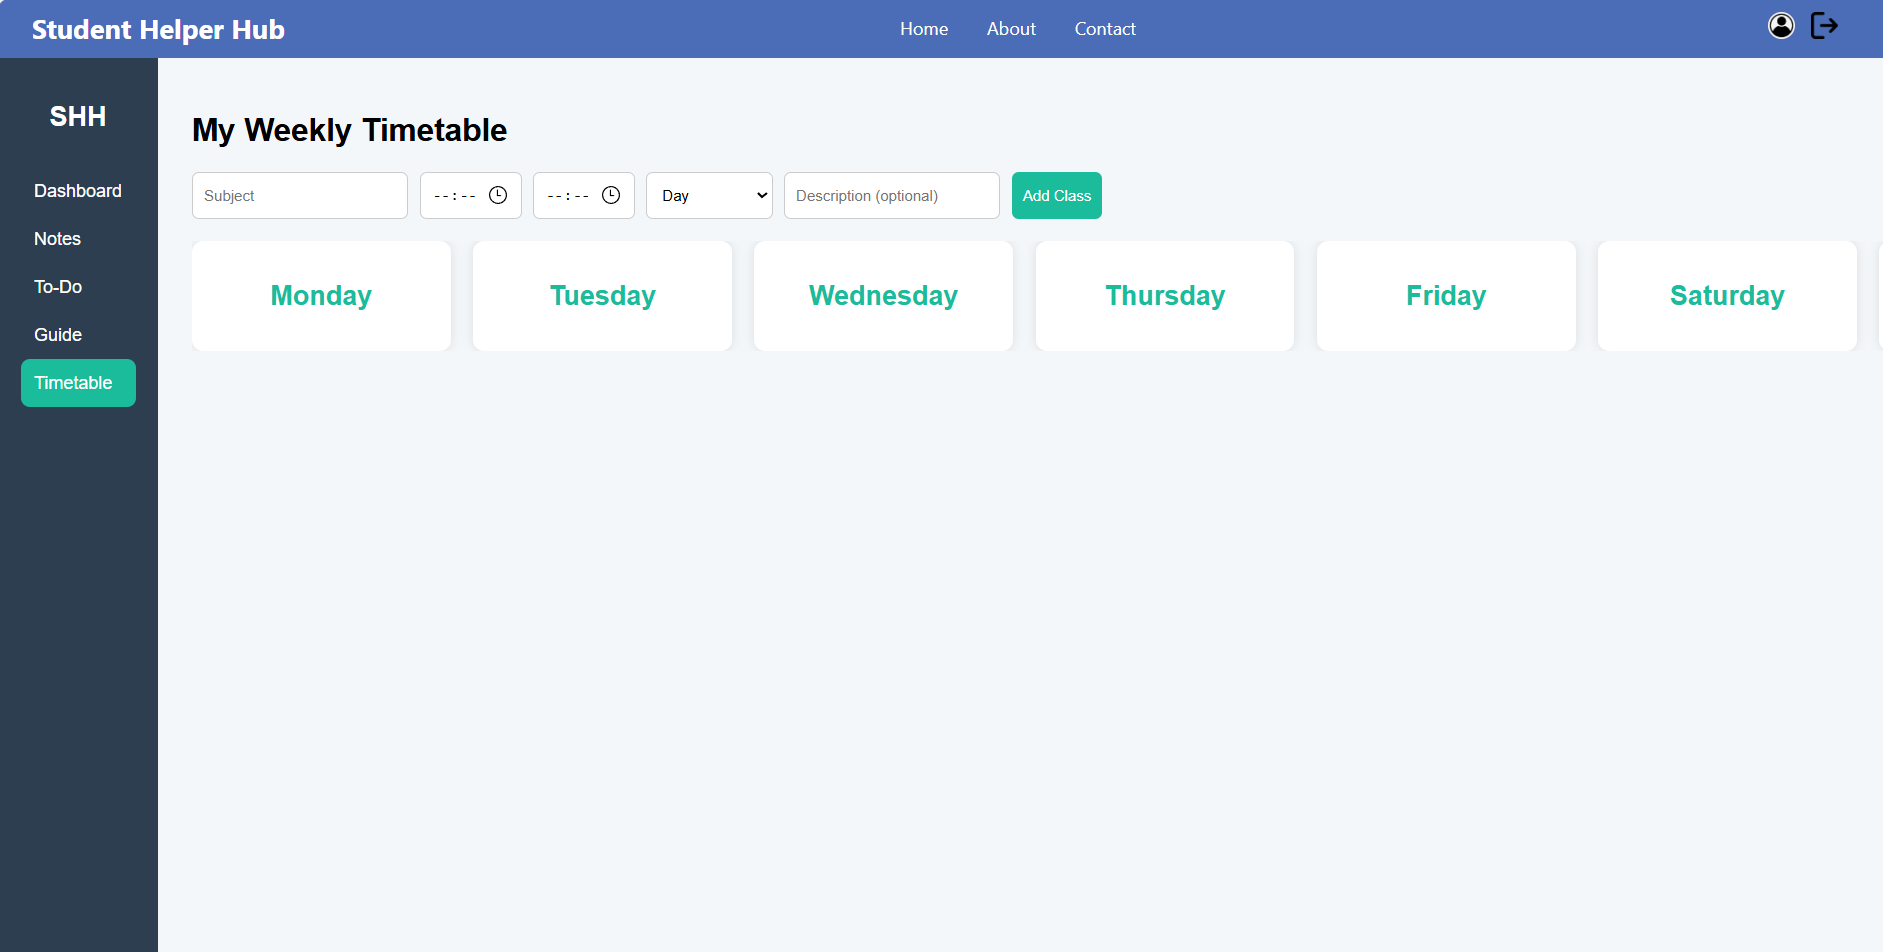 Student Helper Hub
Home About Contact
SHH
Dashboard
Notes
To-Do
Guide
Timetable
My Weekly Timetable
Subject --:-- --:-- Day Description (optional) Add Class
Monday Tuesday Wednesday Thursday Friday Saturday